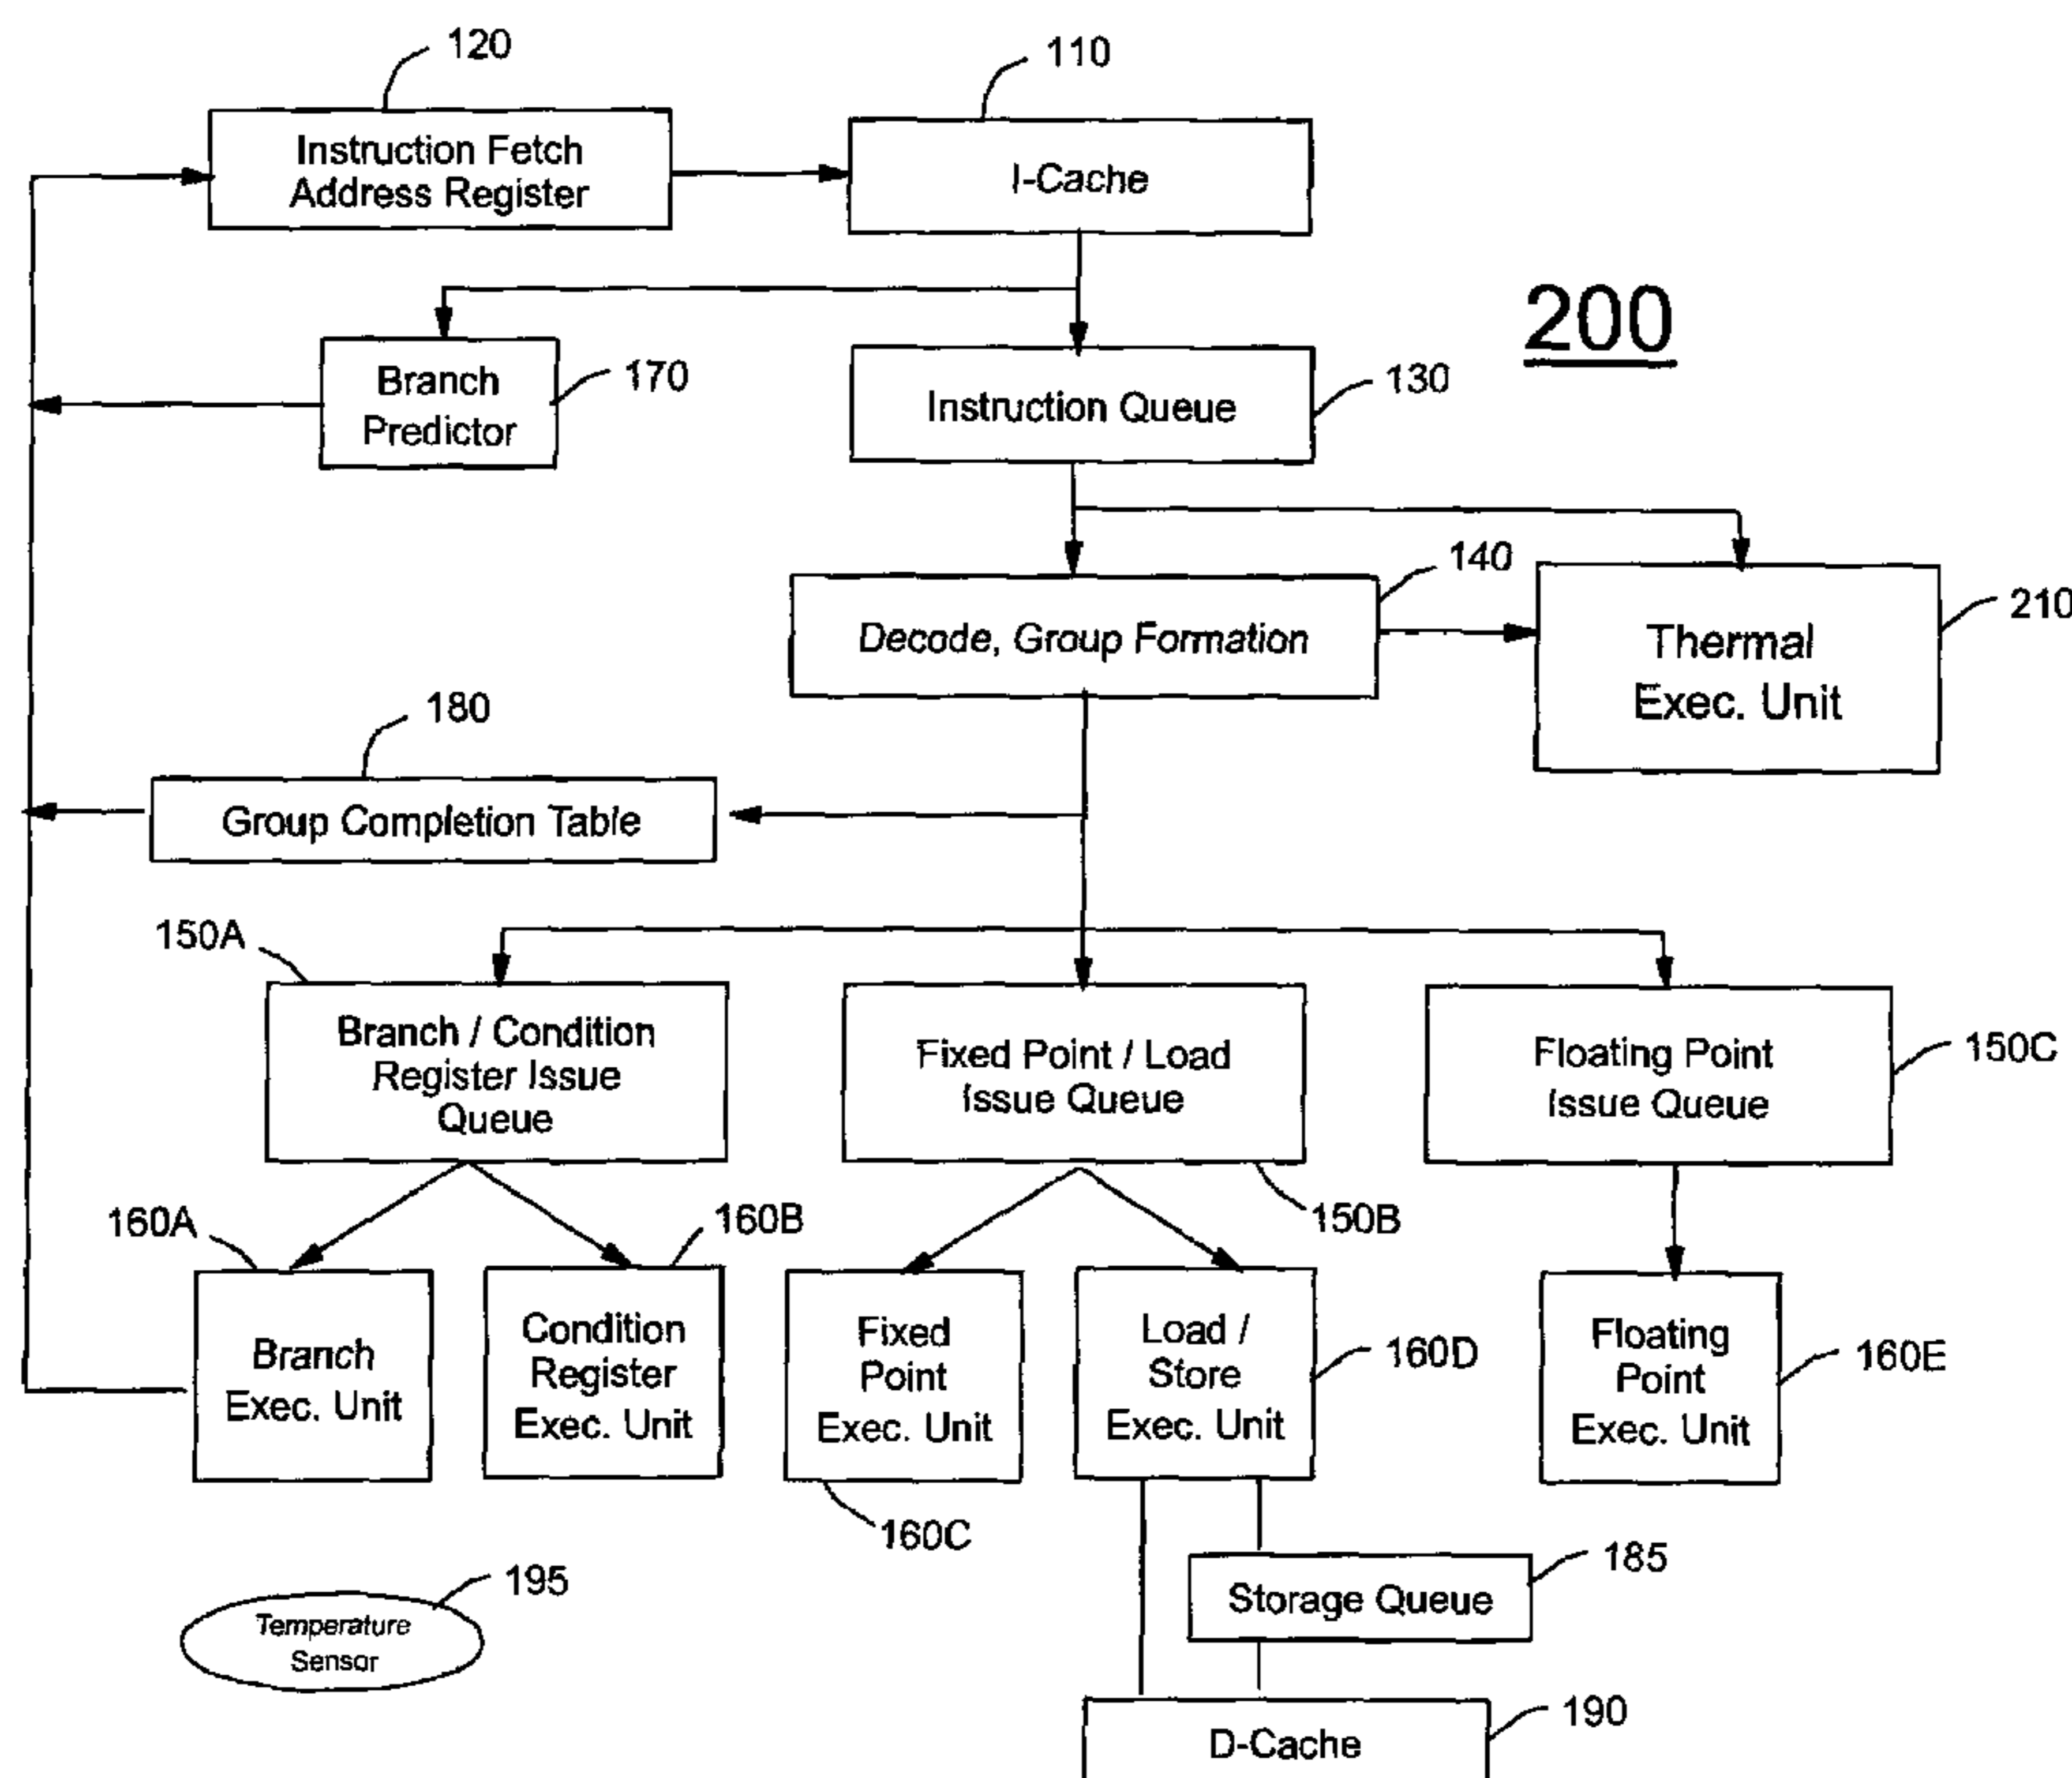 120
110
Instruction Fetch
Address Register
I-Cache
200
Branch
Predictor
170
Instruction Queue
130
140
Decode, Group Formation
Thermal
Exec. Unit
210
180
Group Completion Table
150A
Branch / Condition
Register Issue
Queue
Fixed Point / Load
Issue Queue
Floating Point
Issue Queue
150C
160A
160B
150B
Branch
Exec. Unit
Condition
Register
Exec. Unit
Fixed
Point
Exec. Unit
Load /
Store
Exec. Unit
160D
Floating
Point
Exec. Unit
160E
160C
195
Temperature
Sensor
185
Storage Queue
190
D-Cache